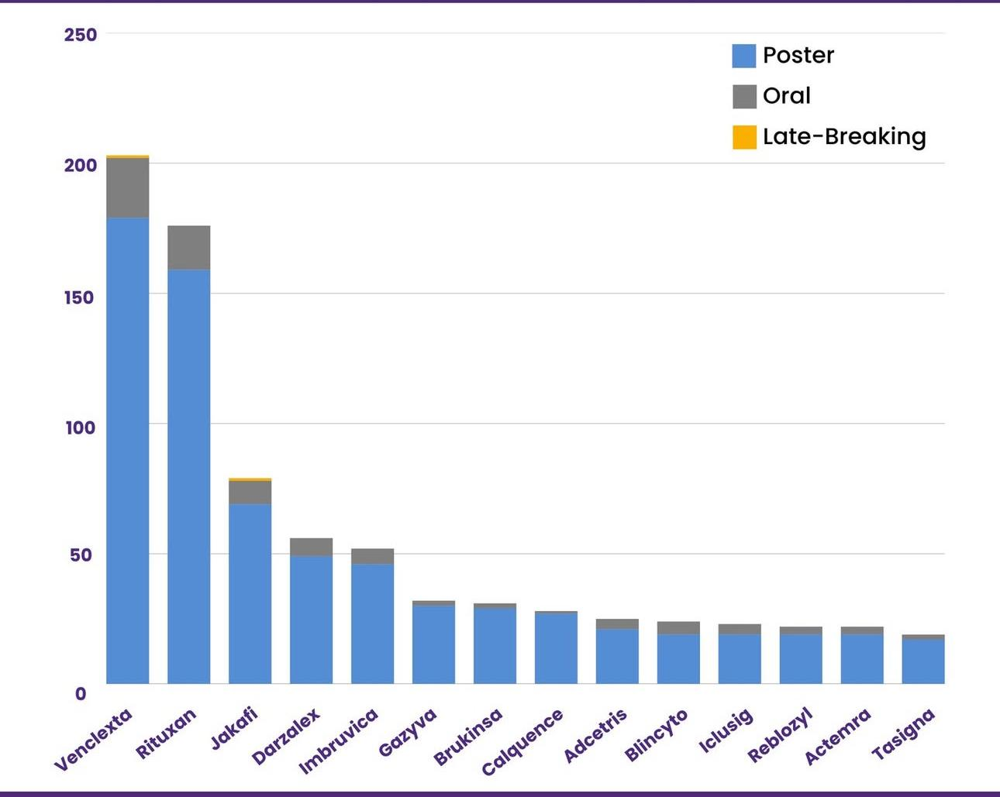 250
Poster
Oral
Late-Breaking
200
150
100
50
0
Venclexta
Rituxan
Jakafi
Darzalex
Imbruvica
Gazyva
Brukinsa
Calquence
Adcetris
Blincyto
Iclusig
Reblozyl
Actemra
Tasigna